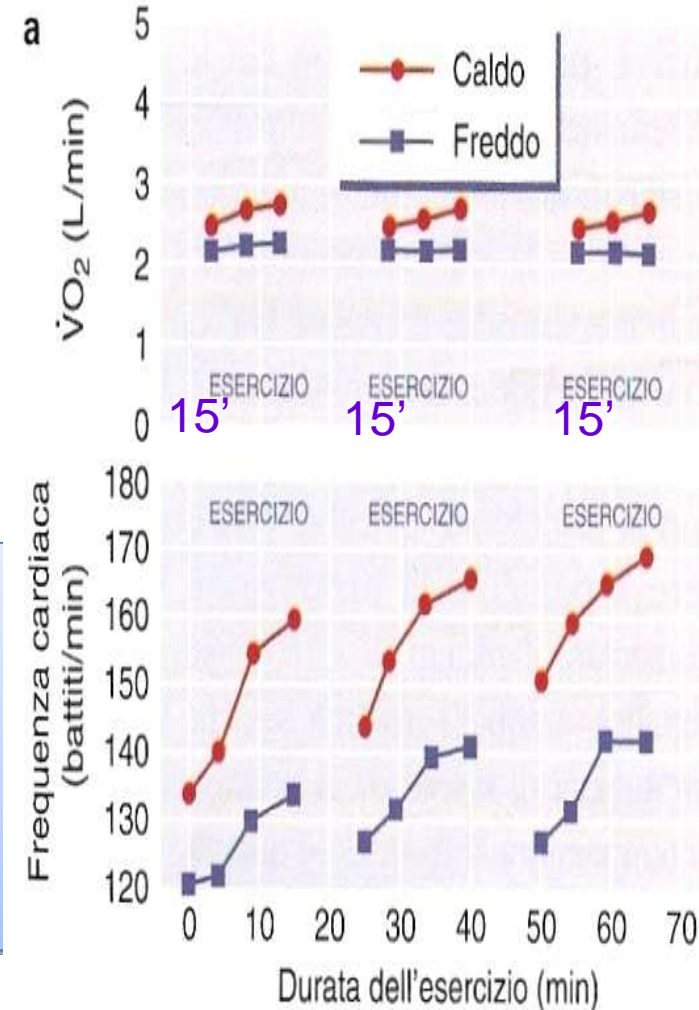 a
5
4
3
2
1
0
V̇O₂ (L/min)
Caldo
Freddo
ESERCIZIO ESERCIZIO ESERCIZIO
15’ 15’ 15’
180
170
160
150
140
130
120
Frequenza cardiaca
(battiti/min)
ESERCIZIO ESERCIZIO ESERCIZIO
0 10 20 30 40 50 60 70
Durata dell’esercizio (min)